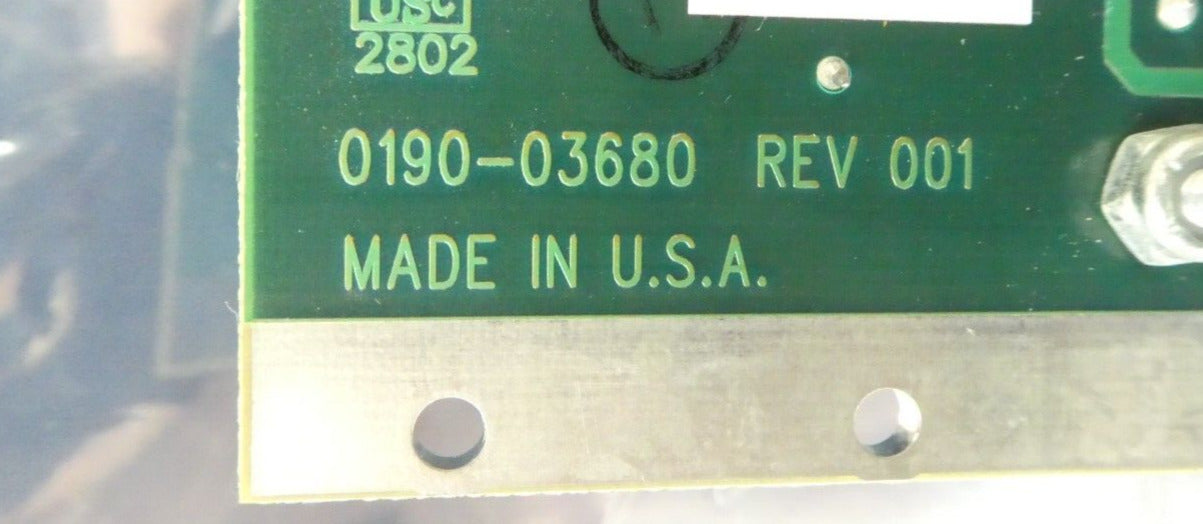 USC
2802
0190-03680 REV 001
MADE IN U.S.A.